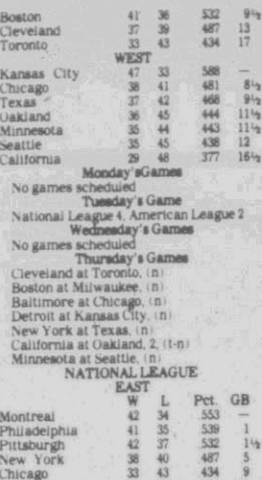 Boston 41 36 532 9½
Cleveland 37 39 487 13
Toronto 33 43 434 17
WEST
Kansas City 47 33 588 —
Chicago 38 41 481 8½
Texas 37 42 468 9½
Oakland 36 45 444 11½
Minnesota 35 44 443 11½
Seattle 35 45 438 12
California 29 48 377 16½
Monday'sGames
No games scheduled
Tuesday's Game
National League 4, American League 2
Wednesday's Games
No games scheduled
Thursday's Games
Cleveland at Toronto, (n)
Boston at Milwaukee, (n)
Baltimore at Chicago, (n)
Detroit at Kansas City, (n)
New York at Texas, (n)
California at Oakland, 2, (t-n)
Minnesota at Seattle, (n)
NATIONAL LEAGUE
EAST
W L Pct. GB
Montreal 42 34 .553 —
Philadelphia 41 35 .539 1
Pittsburgh 42 37 .532 1½
New York 38 40 .487 5
Chicago 33 43 .434 9